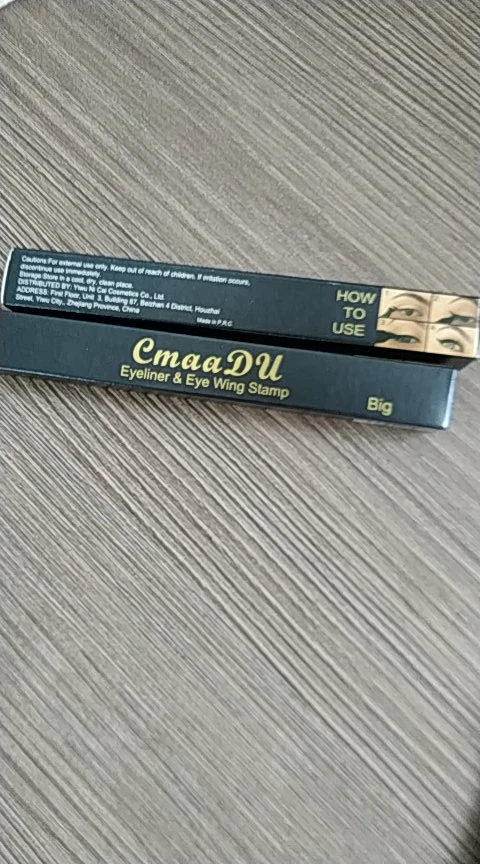 Cautions For external use only. Keep out of reach of children. If irritation occurs,
discontinue use immediately.
Storage Store in a cool, dry, clean place.
DISTRIBUTED BY: Yiwu Ni Cai Cosmetics Co., Ltd.
ADDRESS: First Floor, Unit 3, Building 87, Beizhan 4 District, Houzhai
Street, Yiwu City., Zhejiang Province, China
Made in P.R.C
HOW
TO
USE
CmaaDU
Eyeliner & Eye Wing Stamp
Big